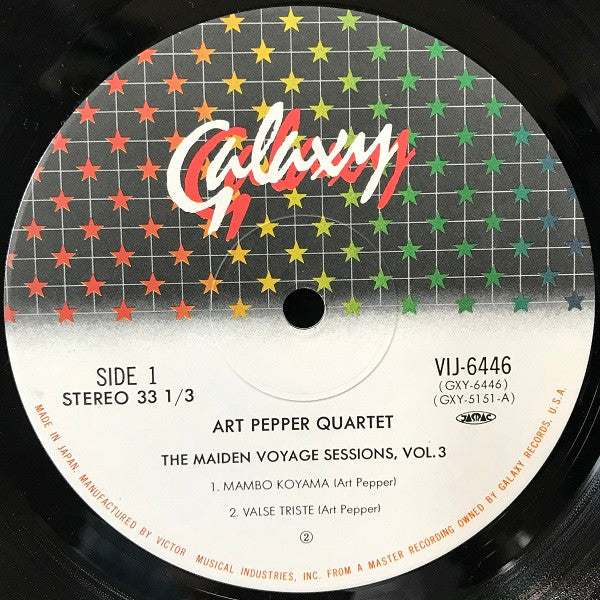 Galaxy
SIDE 1
STEREO 33 1/3
VIJ-6446
(GXY-6446)
(GXY-5151-A)
JASRAC
ART PEPPER QUARTET
THE MAIDEN VOYAGE SESSIONS, VOL.3
1. MAMBO KOYAMA (Art Pepper)
2. VALSE TRISTE (Art Pepper)
②
MADE IN JAPAN. MANUFACTURED BY VICTOR MUSICAL INDUSTRIES, INC. FROM A MASTER RECORDING OWNED BY GALAXY RECORDS, U.S.A.